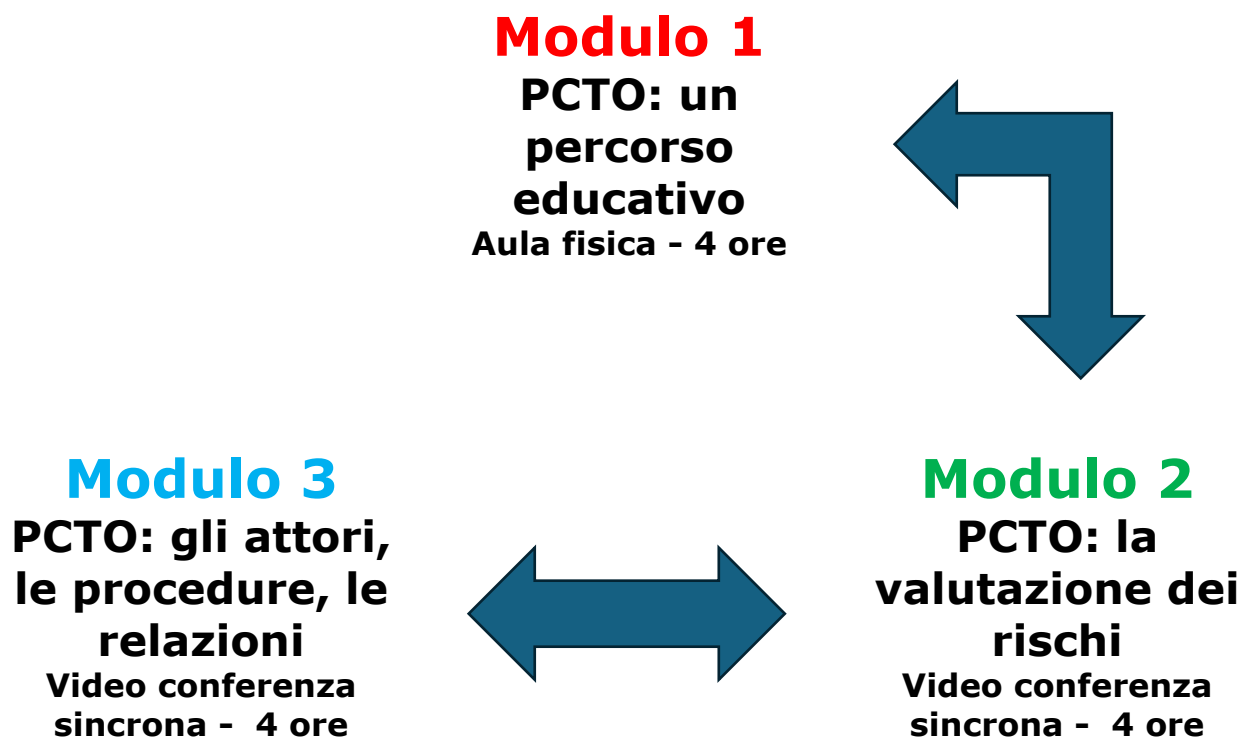 Modulo 1
PCTO: un
percorso
educativo
Aula fisica - 4 ore
Modulo 3
PCTO: gli attori,
le procedure, le
relazioni
Video conferenza
sincrona -  4 ore
Modulo 2
PCTO: la
valutazione dei
rischi
Video conferenza
sincrona -  4 ore